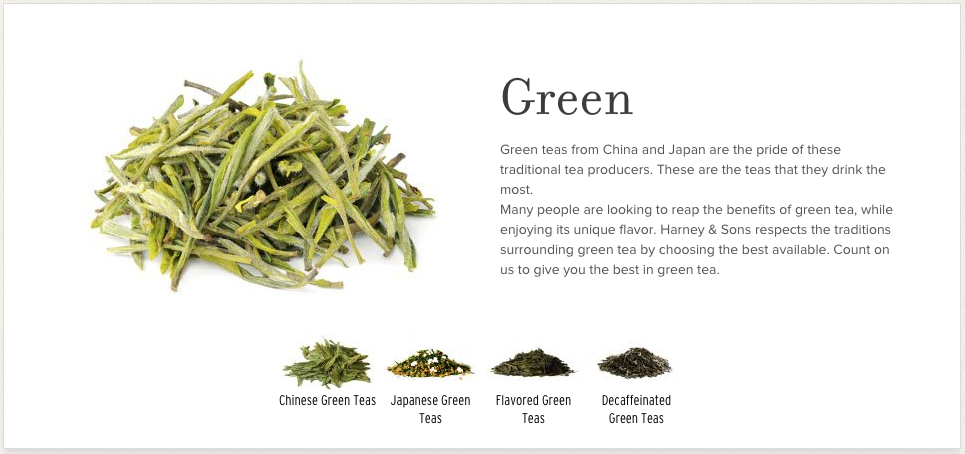 Green
Green teas from China and Japan are the pride of these
traditional tea producers. These are the teas that they drink the
most.
Many people are looking to reap the benefits of green tea, while
enjoying its unique flavor. Harney & Sons respects the traditions
surrounding green tea by choosing the best available. Count on
us to give you the best in green tea.
Chinese Green Teas
Japanese Green
Teas
Flavored Green
Teas
Decaffeinated
Green Teas